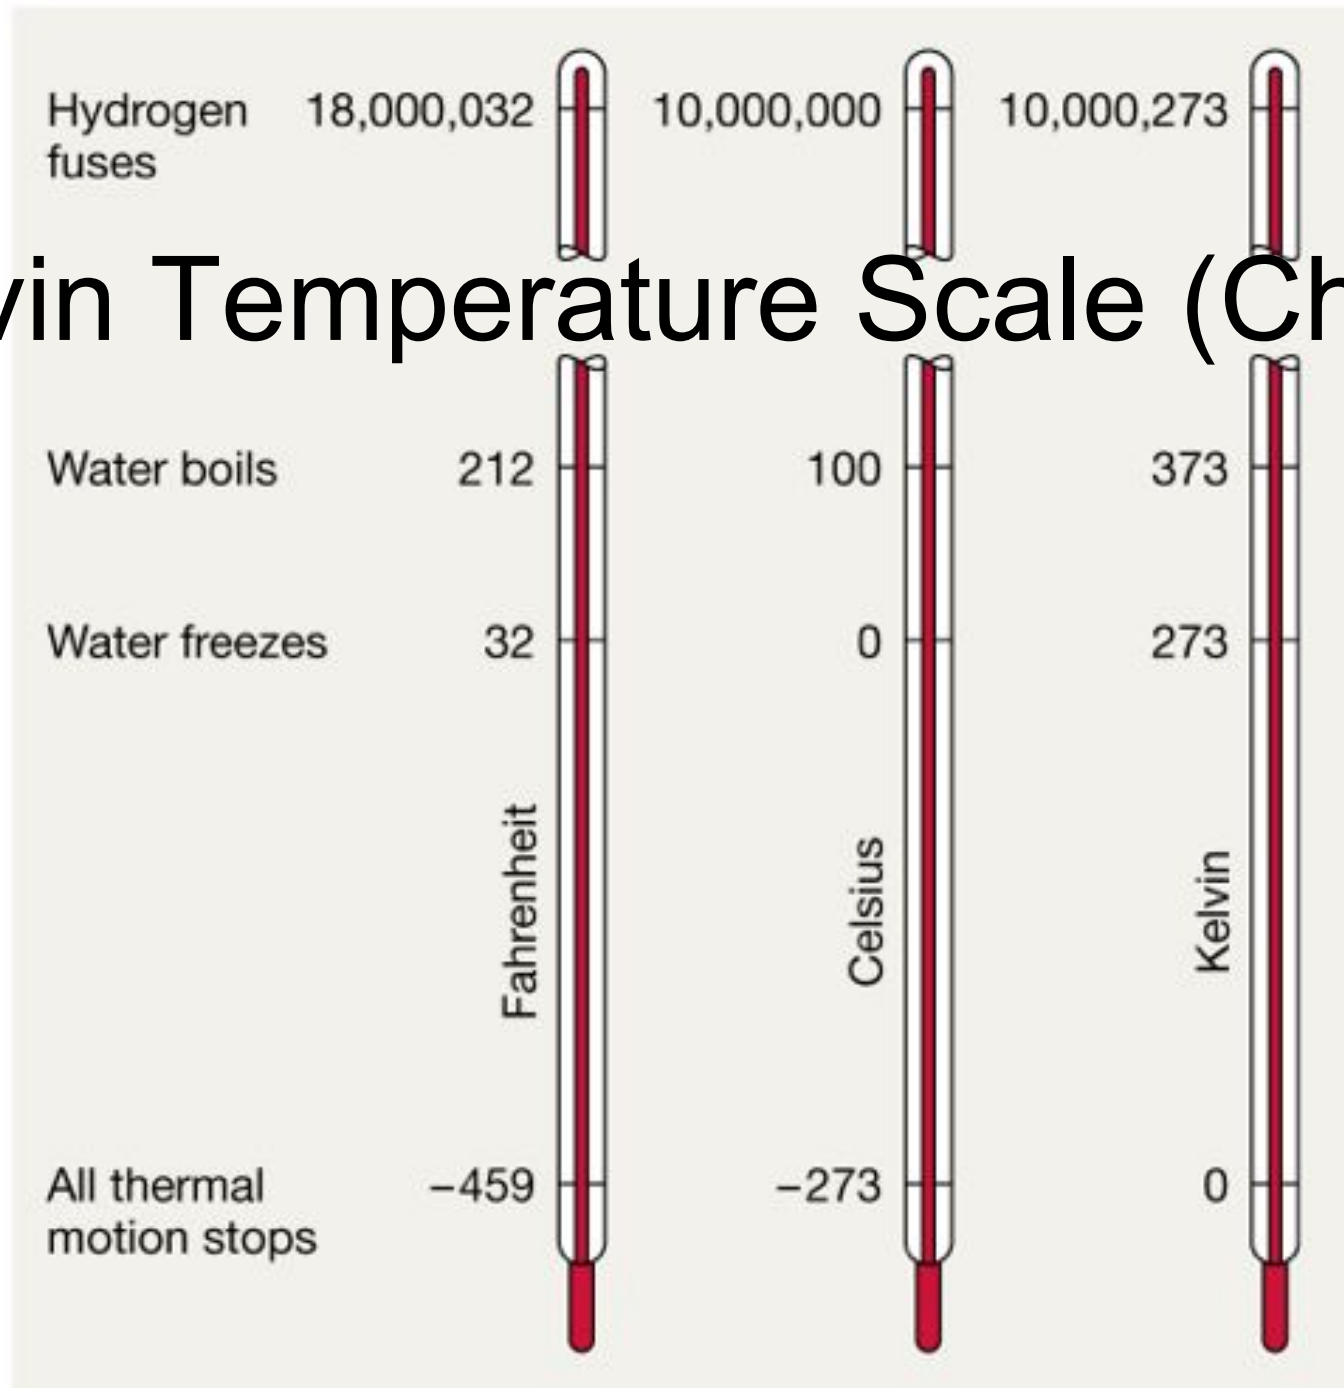 Hydrogen fuses 18,000,032 10,000,000 10,000,273
vin Temperature Scale (Ch
Water boils 212 100 373
Water freezes 32 0 273
Fahrenheit
Celsius
Kelvin
All thermal motion stops −459 −273 0